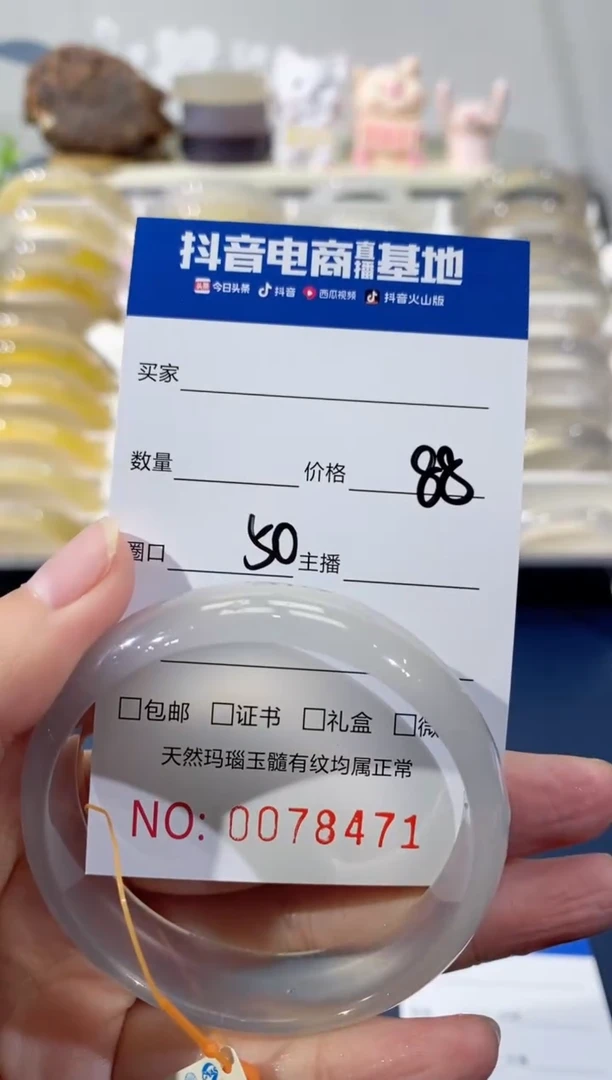 抖音电商直播基地
今日头条 抖音 西瓜视频 抖音火山版
买家
数量 价格 88
圈口 50 主播
□包邮 □证书 □礼盒 □微
天然玛瑙玉髓有纹均属正常
NO: 0078471